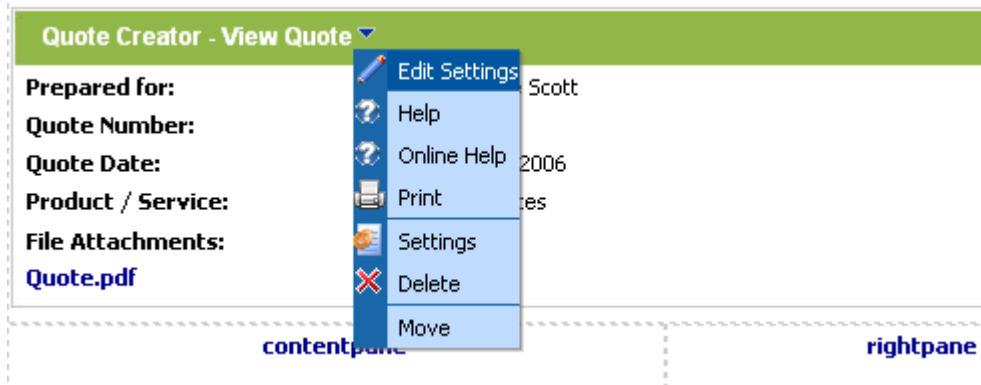 Quote Creator - View Quote
Edit Settings
Prepared for: Scott
Help
Quote Number:
Online Help
Quote Date: 2006
Print
Product / Service:
Settings
File Attachments:
Delete
Quote.pdf
Move
contentpane rightpane